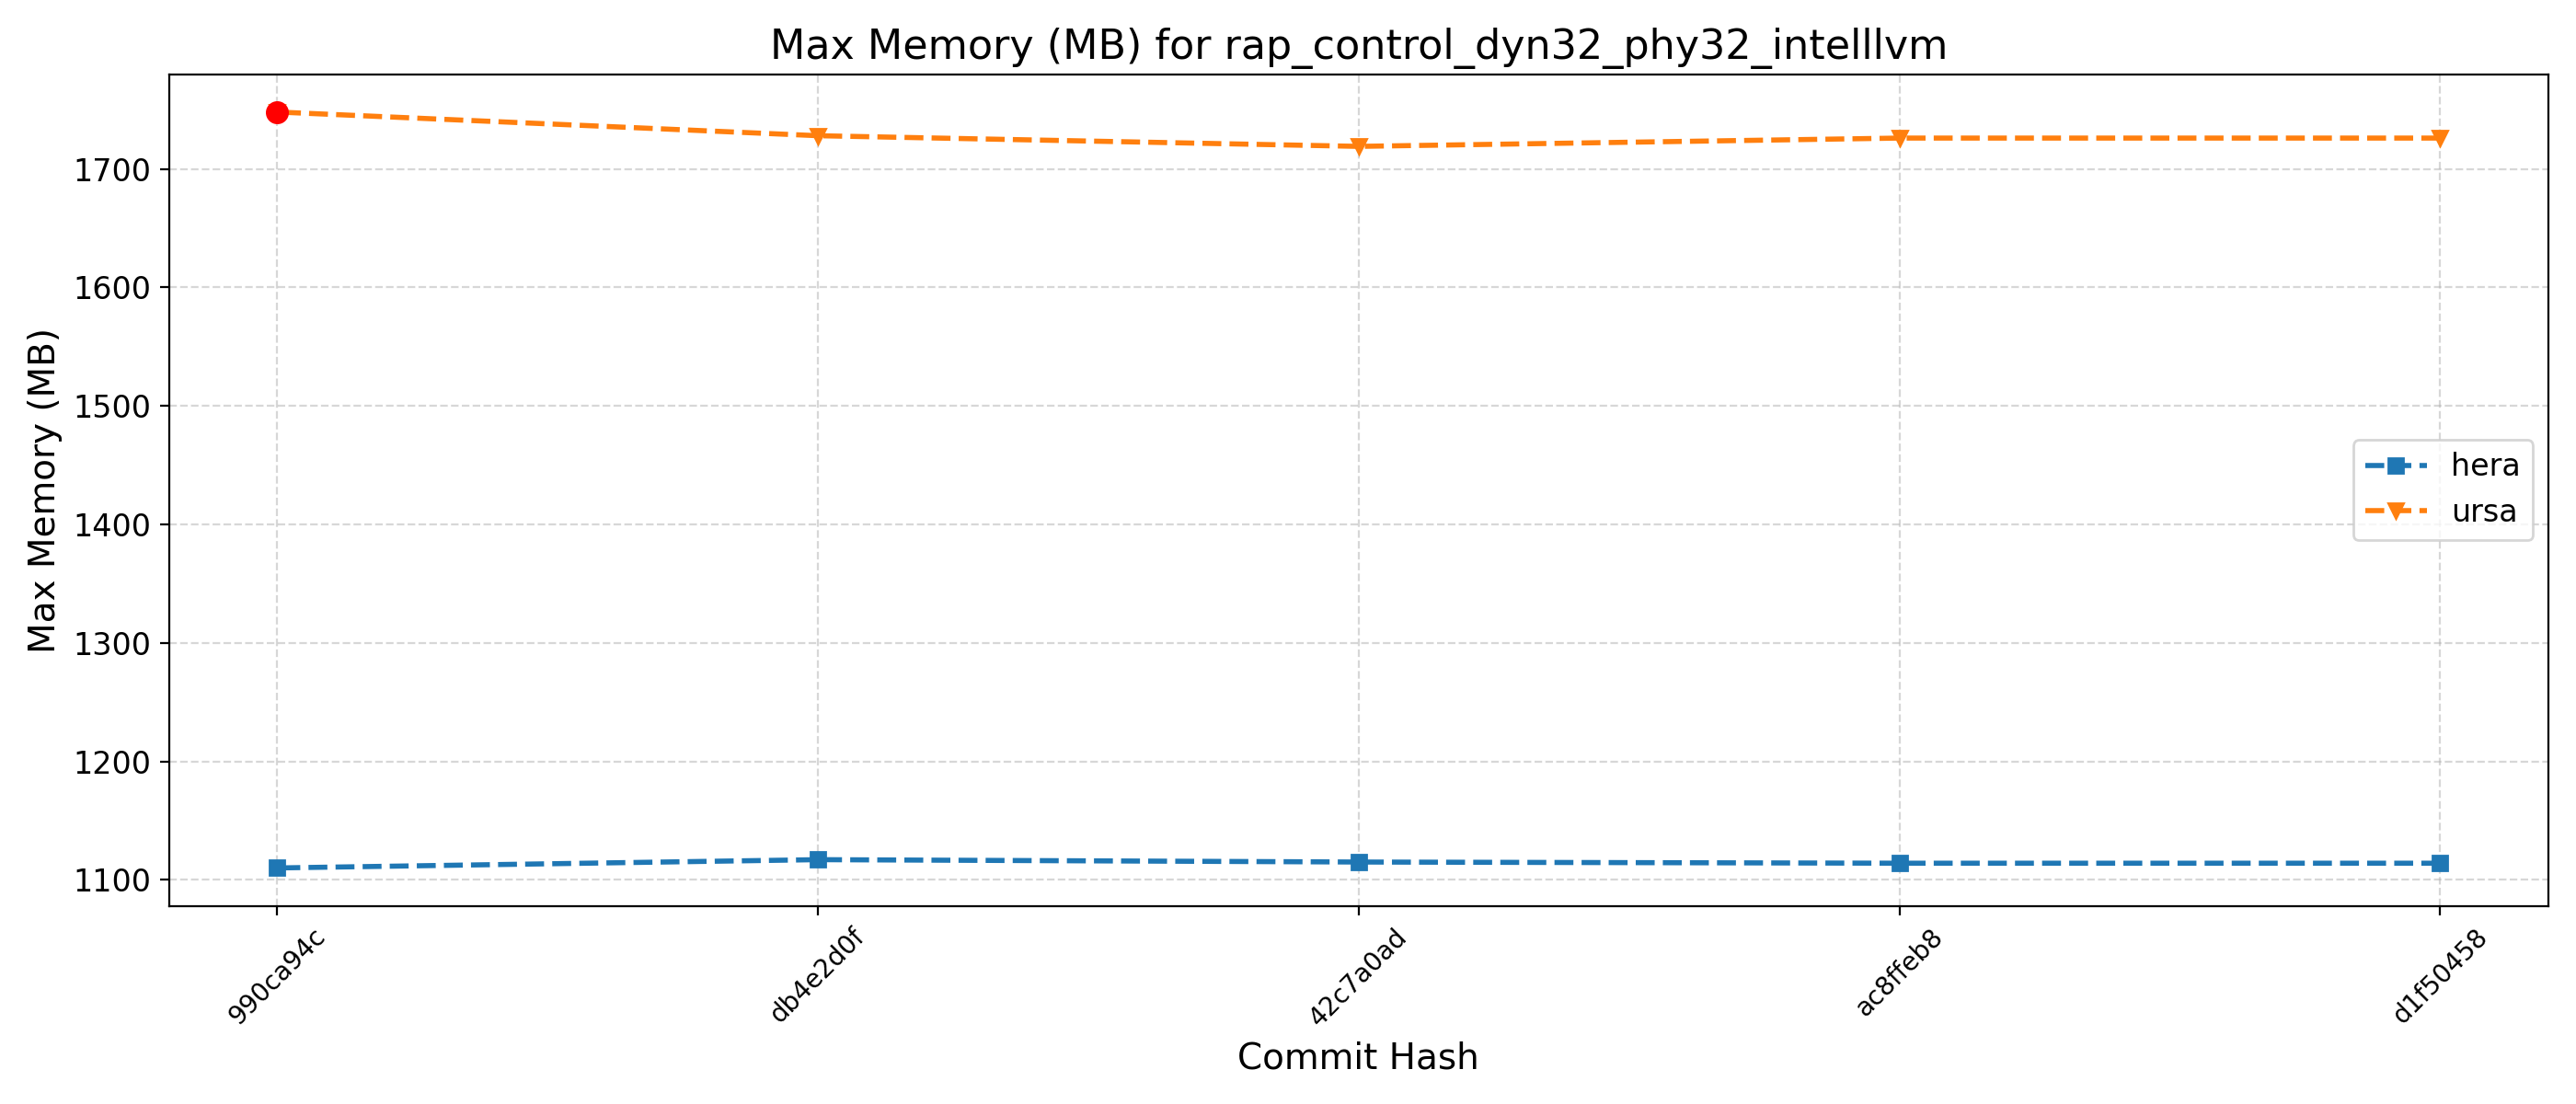 Max Memory (MB) for rap_control_dyn32_phy32_intelllvm
Max Memory (MB)
1700
1600
1500
1400
1300
1200
1100
hera
ursa
990ca94c
db4e2d0f
42c7a0ad
ac8ffeb8
d1f50458
Commit Hash